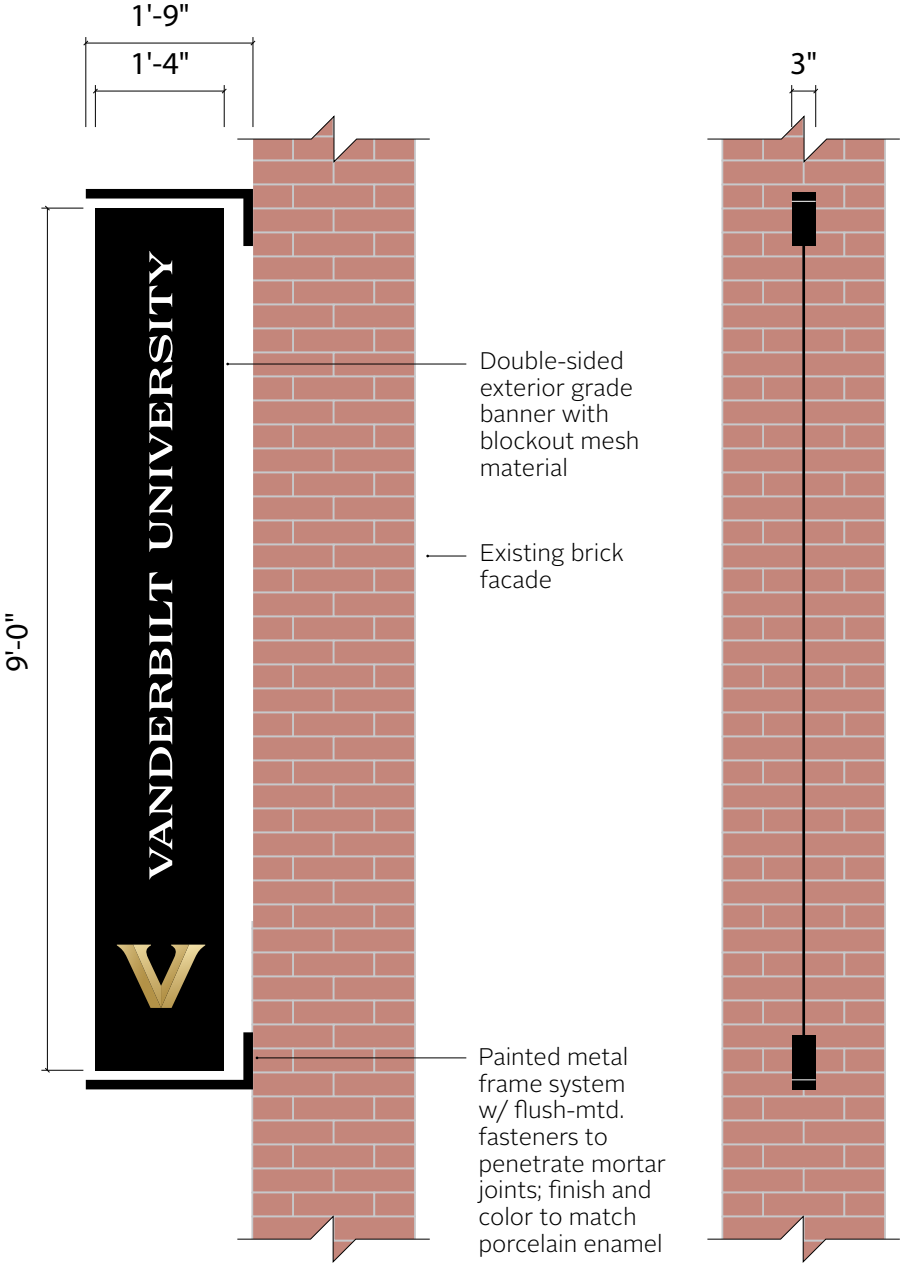 1'-9"
1'-4"
3"
9'-0"
VANDERBILT UNIVERSITY
V
Double-sided
exterior grade
banner with
blockout mesh
material
Existing brick
facade
Painted metal
frame system
w/ flush-mtd.
fasteners to
penetrate mortar
joints; finish and
color to match
porcelain enamel